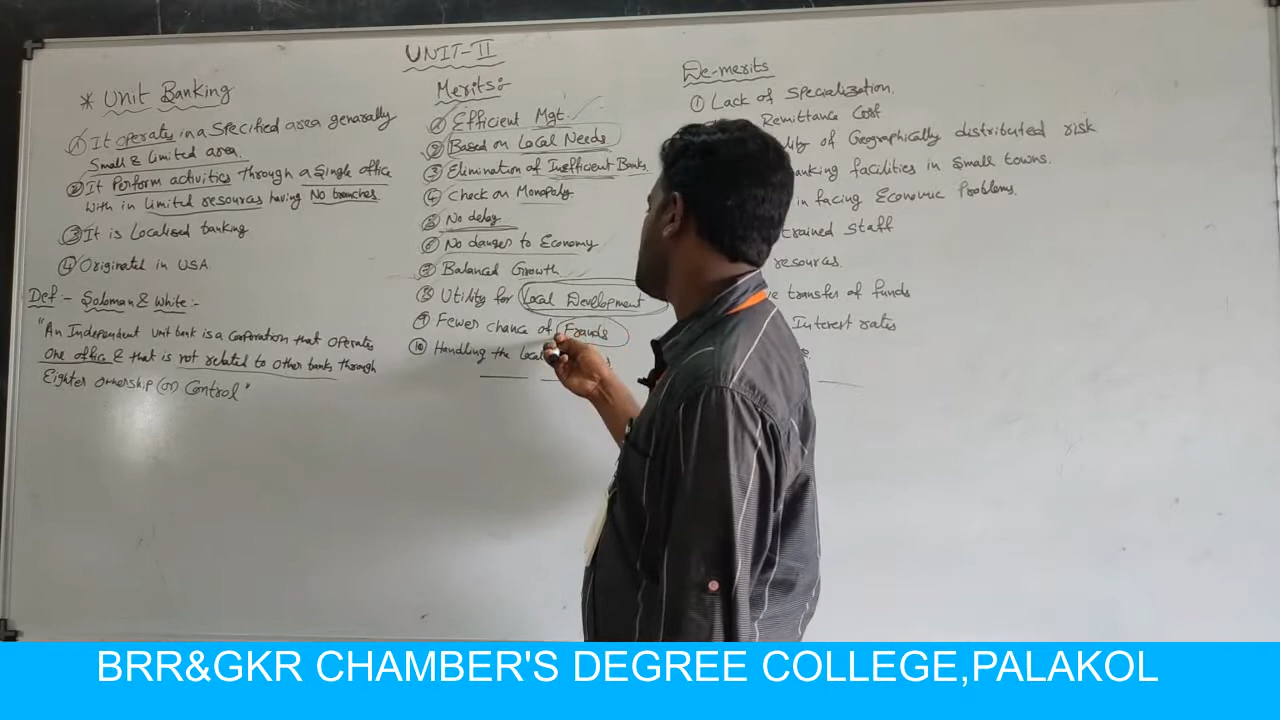 UNIT-II
* Unit Banking
① It operates in a specified area genarally
Small & limited area.
② It Perform activities through a Single office
with in limited resources having No branches.
③ It is Localised banking
④ Originated in USA
Def - Soloman & White:-
"An Independent unit bank is a corporation that operates
one office & that is not related to other banks through
Eighter ownership (or) Control"
Merits:-
① Efficient Mgt.
② Based on Local Needs
③ Elimination of Inefficient Banks.
④ Check on Monopoly.
⑤ No delay
⑥ No danger to Economy
⑦ Balanced Growth
⑧ Utility for Local Development
⑨ Fewer chance of Frauds
⑩ Handling the Local
De-merits
① Lack of Specialization.
Remittance Cost
of Geographically distributed risk
facilities in Small towns.
in facing Economic Problems.
trained Staff
resources.
transfer of funds
Interest rates
BRR&GKR CHAMBER'S DEGREE COLLEGE,PALAKOL